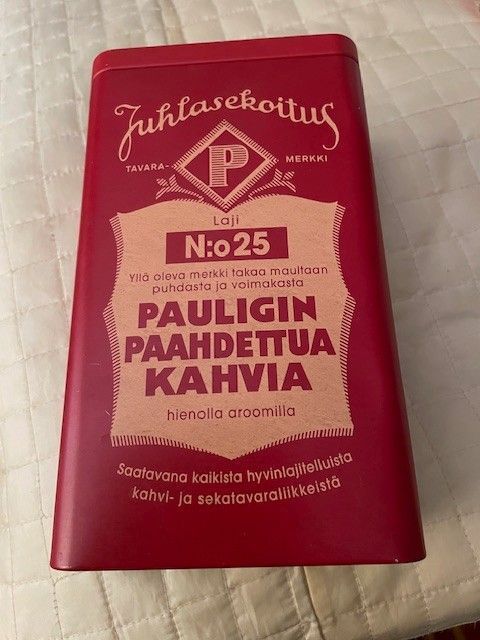 Juhlasekoitus
TAVARA- P MERKKI
Laji
N:o 25
Yllä oleva merkki takaa maultaan
puhdasta ja voimakasta
PAULIGIN
PAAHDETTUA
KAHVIA
hienolla aroomilla
Saatavana kaikista hyvinlajitelluista
kahvi- ja sekatavaraliikkeistä